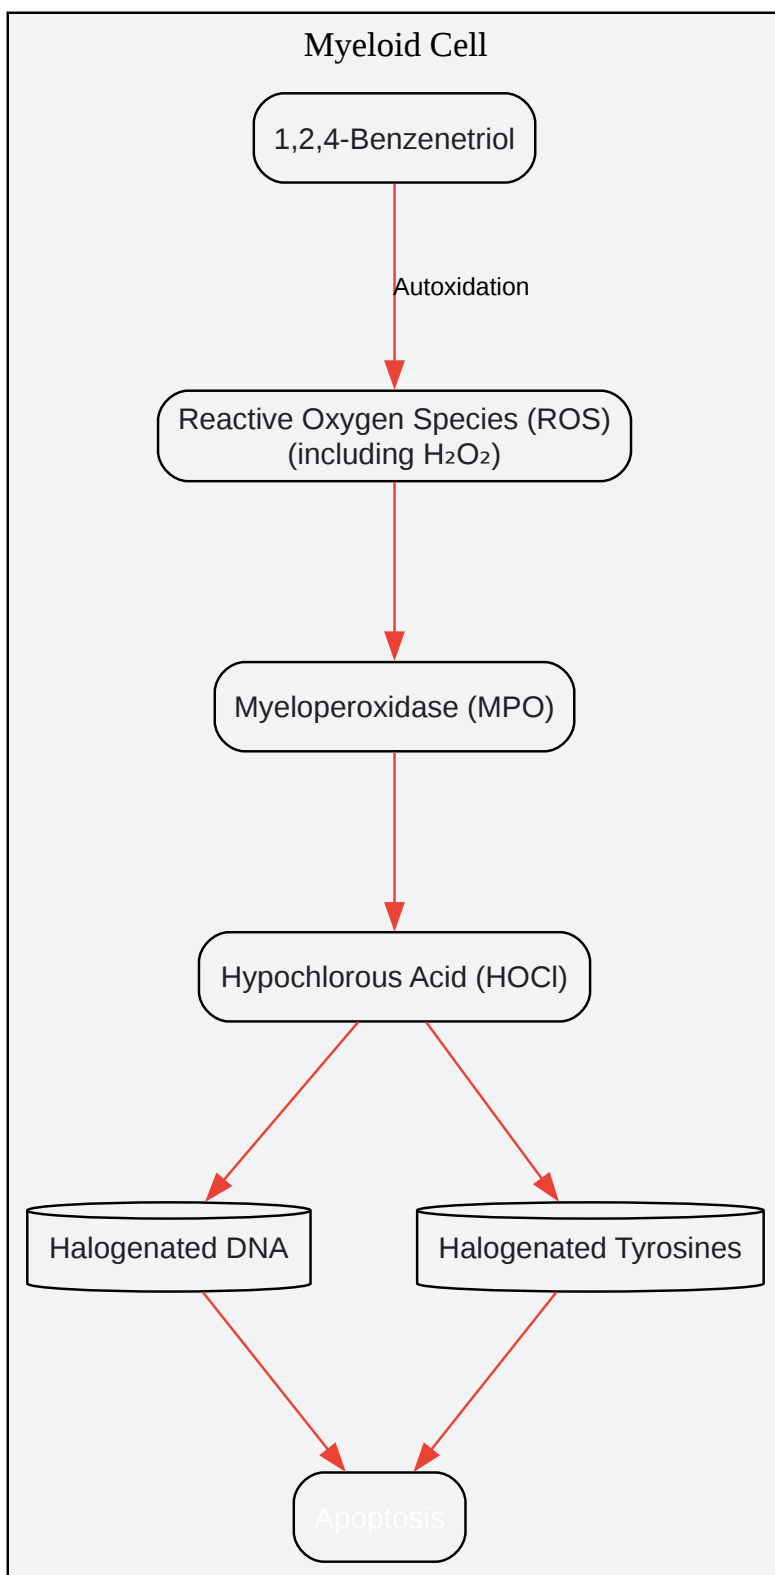 Myeloid Cell
1,2,4-Benzenetriol
Autoxidation
Reactive Oxygen Species (ROS)
(including H₂O₂)
Myeloperoxidase (MPO)
Hypochlorous Acid (HOCl)
Halogenated DNA
Halogenated Tyrosines
Apoptosis